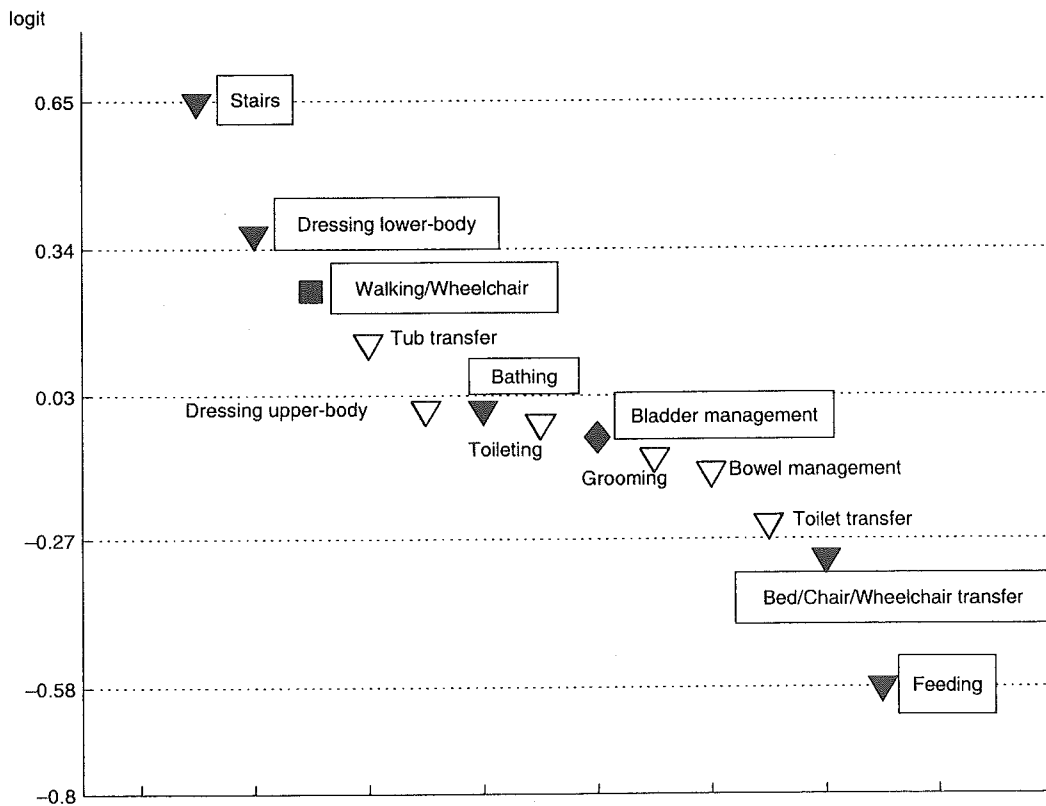 logit
0.65
Stairs
Dressing lower-body
0.34
Walking/Wheelchair
Tub transfer
Bathing
0.03
Dressing upper-body
Bladder management
Toileting
Grooming
Bowel management
Toilet transfer
−0.27
Bed/Chair/Wheelchair transfer
Feeding
−0.58
−0.8